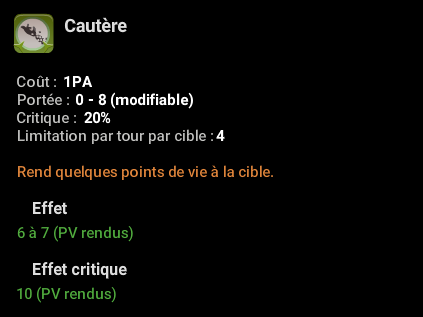 Cautère
Coût : 1PA
Portée : 0 - 8 (modifiable)
Critique : 20%
Limitation par tour par cible : 4
Rend quelques points de vie à la cible.
Effet
6 à 7 (PV rendus)
Effet critique
10 (PV rendus)